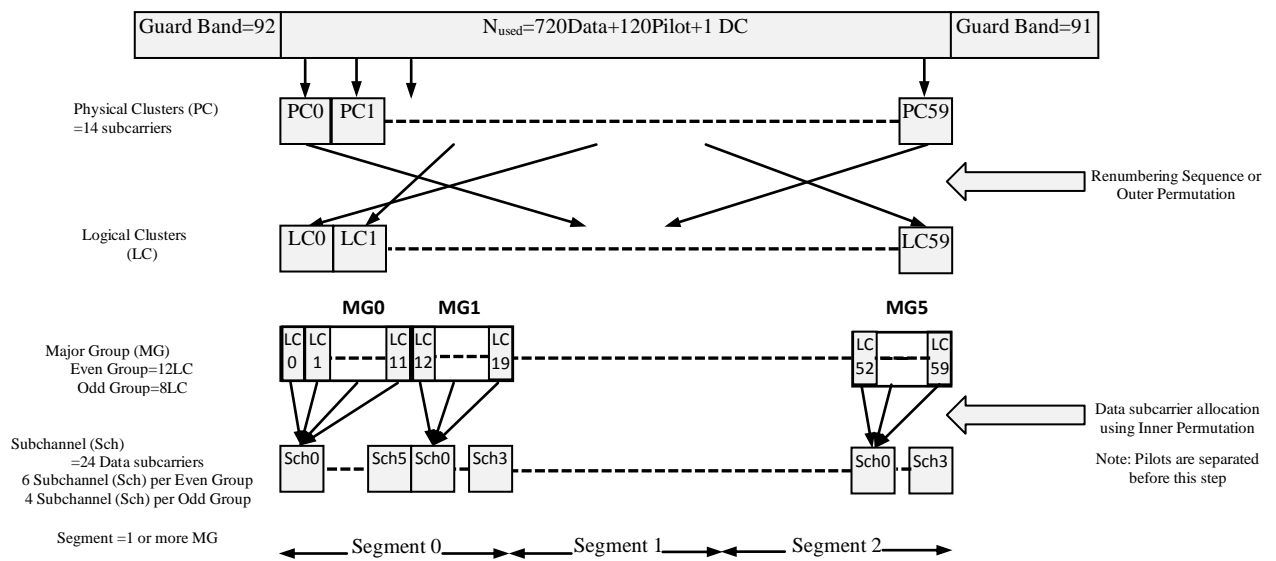 Guard Band=92
Nused=720Data+120Pilot+1 DC
Guard Band=91
Physical Clusters (PC)
=14 subcarriers
PC0
PC1
PC59
Renumbering Sequence or
Outer Permutation
Logical Clusters
(LC)
LC0
LC1
LC59
MG0
MG1
MG5
Major Group (MG)
Even Group=12LC
Odd Group=8LC
LC
0
LC
1
LC
11
LC
12
LC
19
LC
52
LC
59
Data subcarrier allocation
using Inner Permutation
Subchannel (Sch)
=24 Data subcarriers
6 Subchannel (Sch) per Even Group
4 Subchannel (Sch) per Odd Group
Sch0
Sch5
Sch0
Sch3
Sch0
Sch3
Note: Pilots are separated
before this step
Segment =1 or more MG
Segment 0
Segment 1
Segment 2